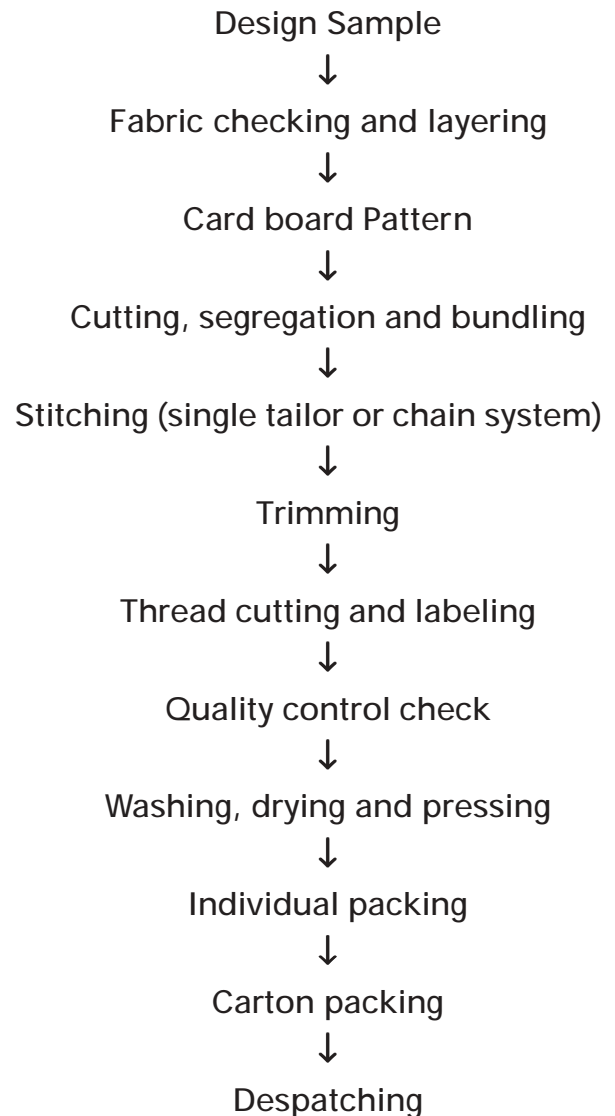 Design Sample
↓
Fabric checking and layering
↓
Card board Pattern
↓
Cutting, segregation and bundling
↓
Stitching (single tailor or chain system)
↓
Trimming
↓
Thread cutting and labeling
↓
Quality control check
↓
Washing, drying and pressing
↓
Individual packing
↓
Carton packing
↓
Despatching